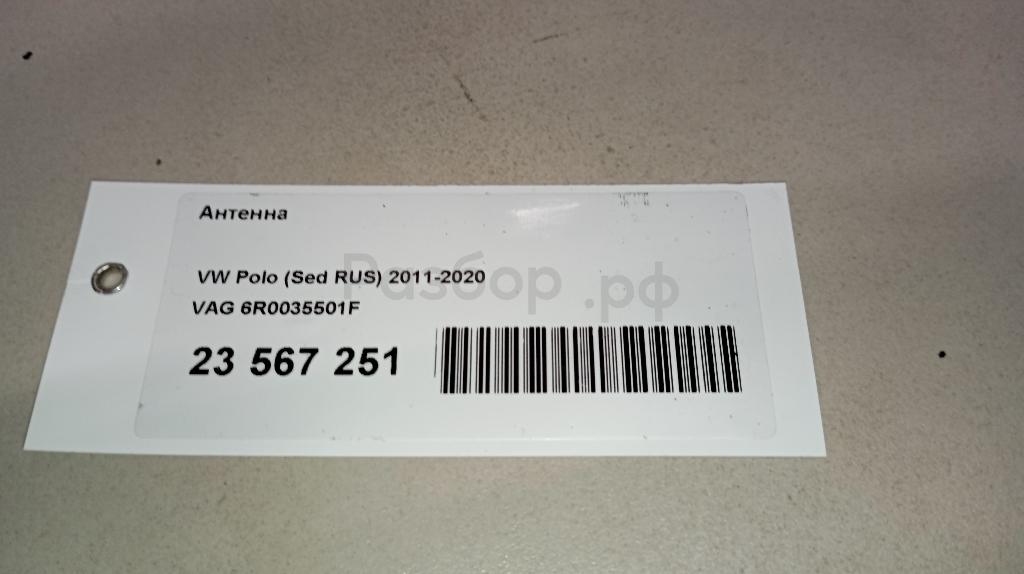 Антенна
VW Polo (Sed RUS) 2011-2020
Разбор.рф
VAG 6R0035501F
23 567 251